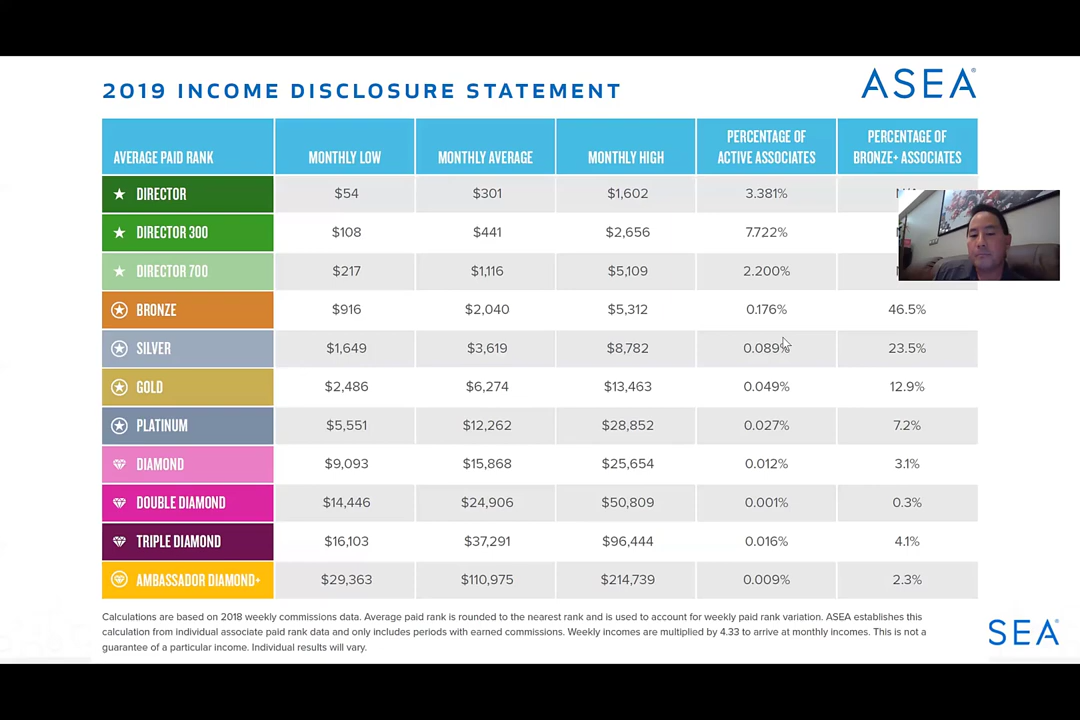 2019 INCOME DISCLOSURE STATEMENT
ASEA®
AVERAGE PAID RANK MONTHLY LOW MONTHLY AVERAGE MONTHLY HIGH PERCENTAGE OF ACTIVE ASSOCIATES PERCENTAGE OF BRONZE+ ASSOCIATES
DIRECTOR $54 $301 $1,602 3.381%
DIRECTOR 300 $108 $441 $2,656 7.722%
DIRECTOR 700 $217 $1,116 $5,109 2.200%
BRONZE $916 $2,040 $5,312 0.176% 46.5%
SILVER $1,649 $3,619 $8,782 0.089% 23.5%
GOLD $2,486 $6,274 $13,463 0.049% 12.9%
PLATINUM $5,551 $12,262 $28,852 0.027% 7.2%
DIAMOND $9,093 $15,868 $25,654 0.012% 3.1%
DOUBLE DIAMOND $14,446 $24,906 $50,809 0.001% 0.3%
TRIPLE DIAMOND $16,103 $37,291 $96,444 0.016% 4.1%
AMBASSADOR DIAMOND+ $29,363 $110,975 $214,739 0.009% 2.3%
Calculations are based on 2018 weekly commissions data. Average paid rank is rounded to the nearest rank and is used to account for weekly paid rank variation. ASEA establishes this
calculation from individual associate paid rank data and only includes periods with earned commissions. Weekly incomes are multiplied by 4.33 to arrive at monthly incomes. This is not a
guarantee of a particular income. Individual results will vary.
SEA®